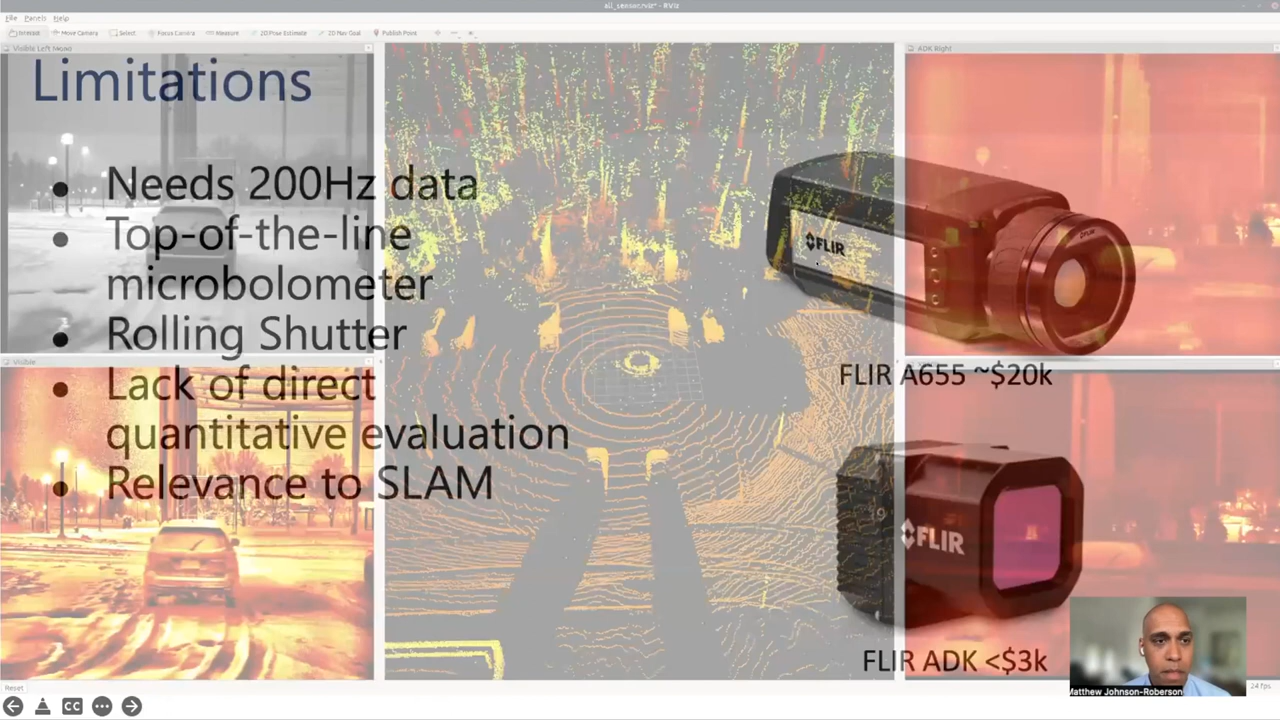 all_sensor.rviz* - RViz
File Panels Help
Interact Move Camera Select Focus Camera Measure 2D Pose Estimate 2D Nav Goal Publish Point
Visible Left Mono
ADK Right
Limitations
● Needs 200Hz data
● Top-of-the-line
microbolometer
● Rolling Shutter
● Lack of direct
quantitative evaluation
● Relevance to SLAM
Visible
FLIR
FLIR
FLIR A655 ~$20k
FLIR
FLIR ADK <$3k
Matthew Johnson-Roberson
Reset
24 fps
CC